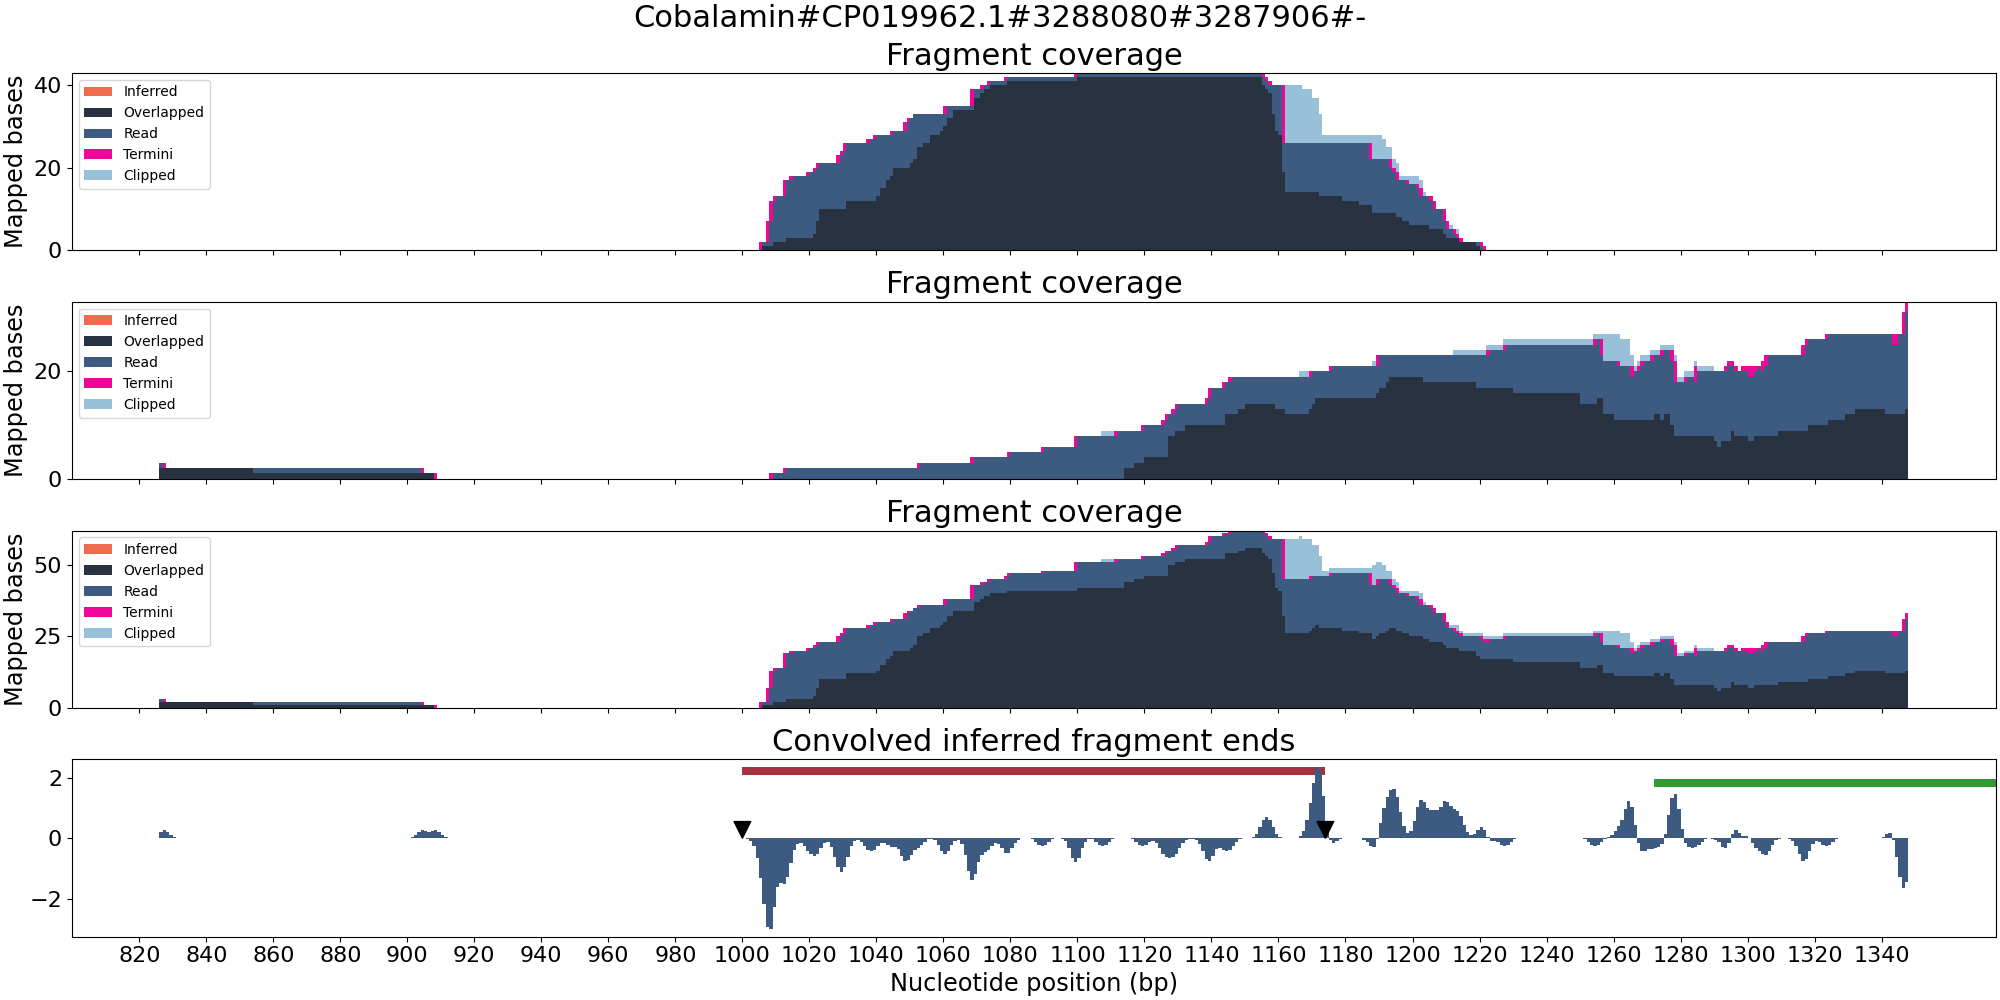 Cobalamin#CP019962.1#3288080#3287906#-
Fragment coverage
Mapped bases
40
20
0
Inferred
Overlapped
Read
Termini
Clipped
Fragment coverage
Mapped bases
20
0
Inferred
Overlapped
Read
Termini
Clipped
Fragment coverage
Mapped bases
50
25
0
Inferred
Overlapped
Read
Termini
Clipped
Convolved inferred fragment ends
2
0
−2
820 840 860 880 900 920 940 960 980 1000 1020 1040 1060 1080 1100 1120 1140 1160 1180 1200 1220 1240 1260 1280 1300 1320 1340
Nucleotide position (bp)